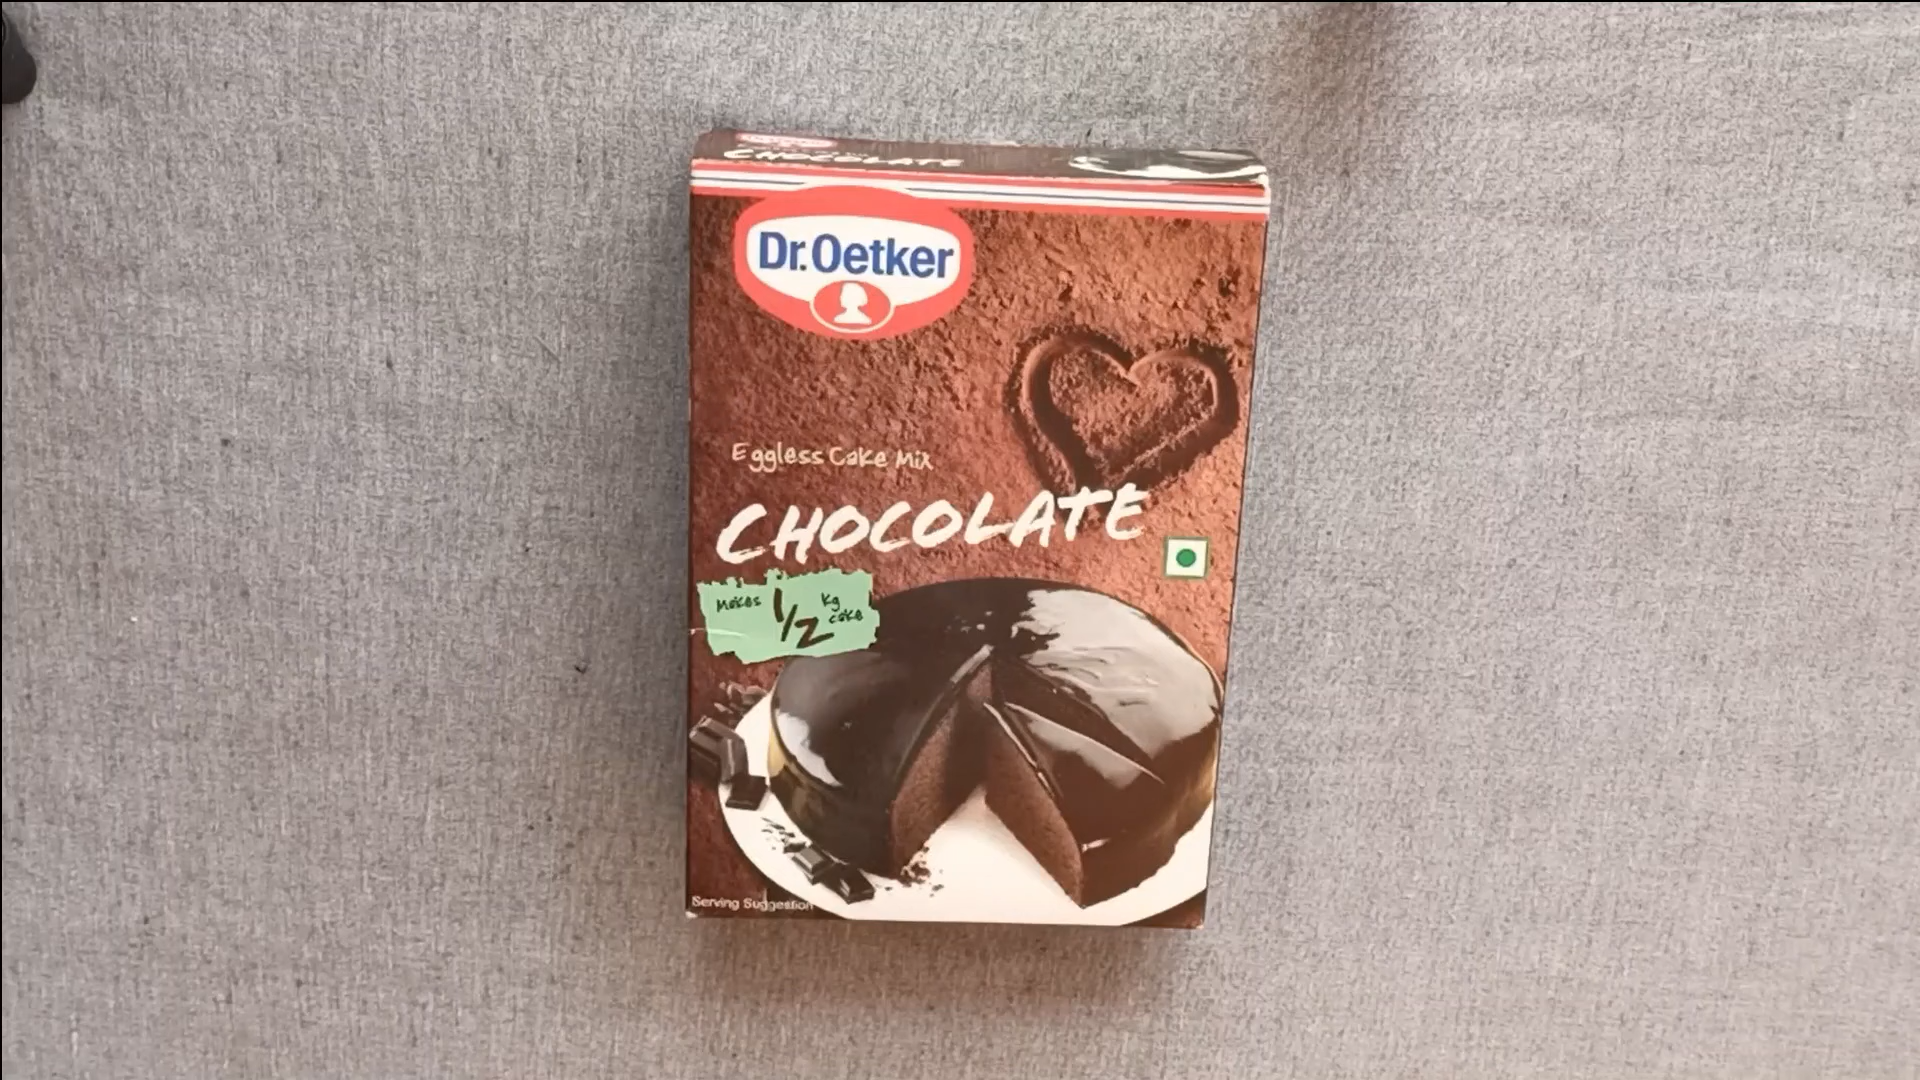 CHOCOLATE
Dr.Oetker
Eggless Cake Mix
CHOCOLATE
Makes 1/2 Kg cake
Serving Suggestion